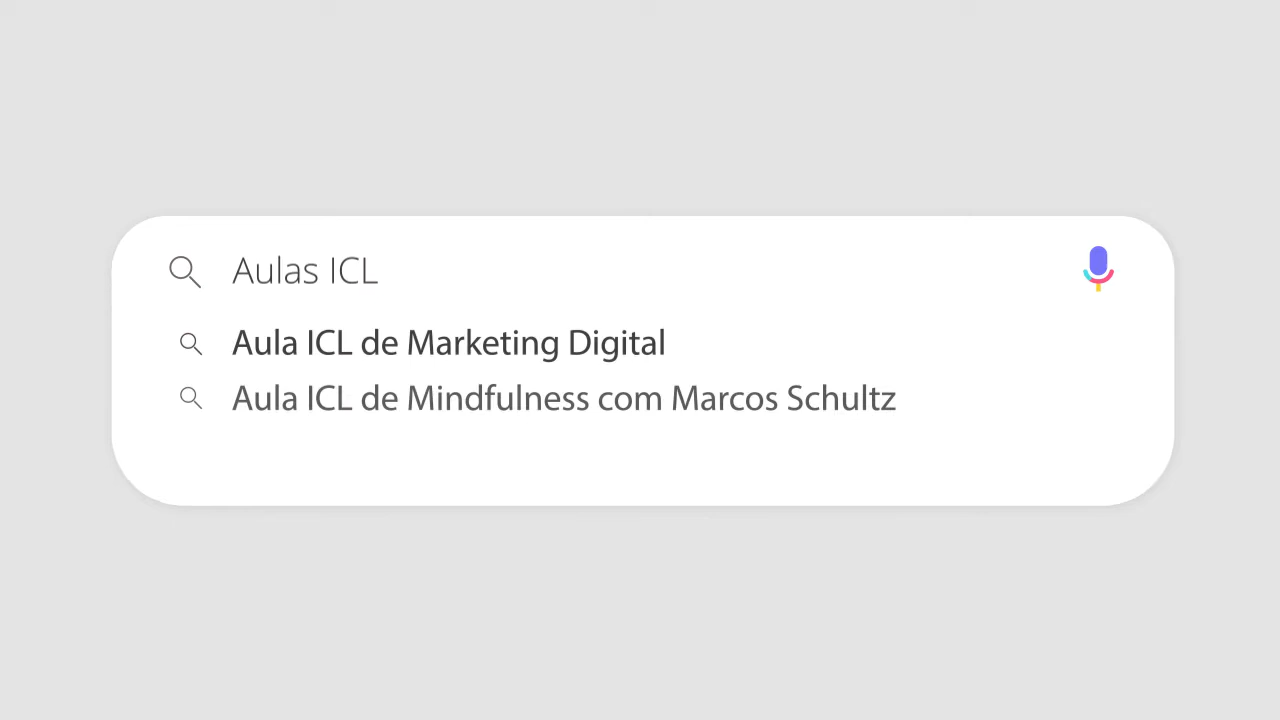 Aulas ICL
Aula ICL de Marketing Digital
Aula ICL de Mindfulness com Marcos Schultz